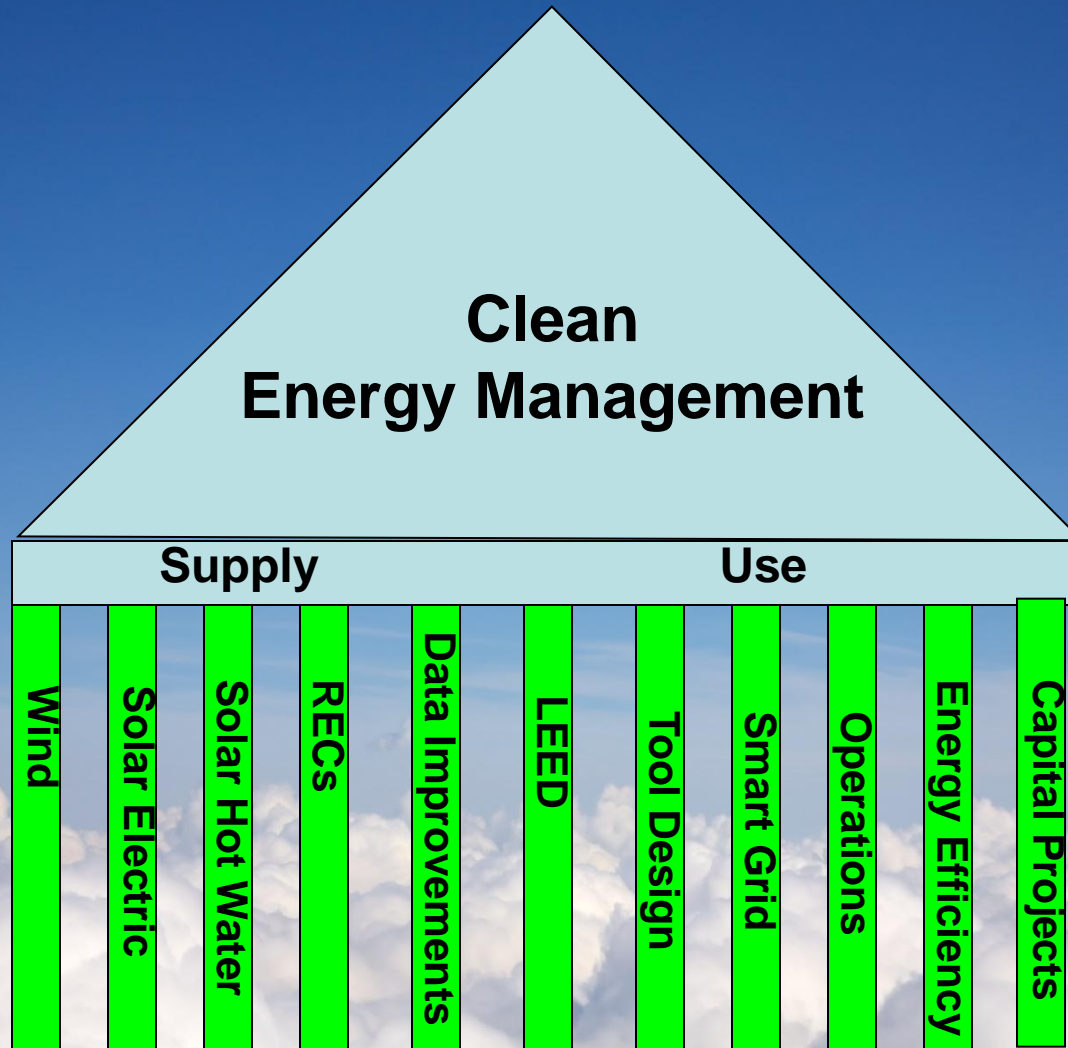 Clean
Energy Management
Supply
Use
Wind
Solar Electric
Solar Hot Water
RECs
Data Improvements
LEED
Tool Design
Smart Grid
Operations
Energy Efficiency
Capital Projects